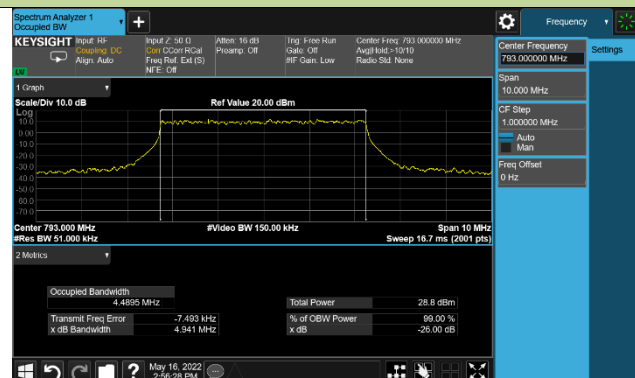 Spectrum Analyzer 1
Occupied BW
+
Frequency
KEYSIGHT
Input: RF
Coupling: DC
Align: Auto
Input Z: 50 Ω
Corr CCorr RCal
Freq Ref: Ext (S)
NFE: Off
Atten: 16 dB
Preamp: Off
Trig: Free Run
Gate: Off
#IF Gain: Low
Center Freq: 793.000000 MHz
Avg|Hold:>10/10
Radio Std: None
Center Frequency
793.000000 MHz
Settings
Span
10.000 MHz
CF Step
1.000000 MHz
Auto
Man
Freq Offset
0 Hz
1 Graph
Scale/Div 10.0 dB
Ref Value 20.00 dBm
Log
10.0
0.00
-10.0
-20.0
-30.0
-40.0
-50.0
-60.0
-70.0
Center 793.000 MHz
#Video BW 150.00 kHz
Span 10 MHz
#Res BW 51.000 kHz
Sweep 16.7 ms (2001 pts)
2 Metrics
Occupied Bandwidth
4.4895 MHz
Total Power
28.8 dBm
Transmit Freq Error
-7.493 kHz
% of OBW Power
99.00 %
x dB Bandwidth
4.941 MHz
x dB
-26.00 dB
?
May 16, 2022
2:56:28 PM